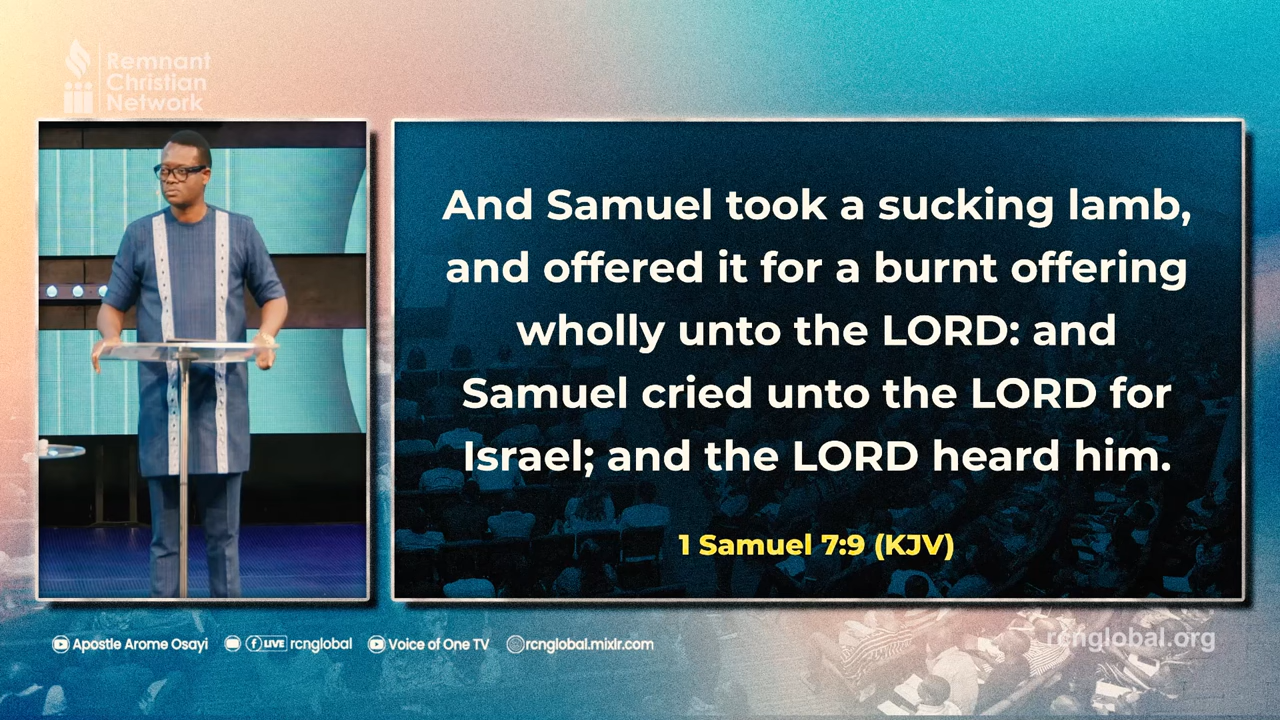 Remnant
Christian
Network
And Samuel took a sucking lamb,
and offered it for a burnt offering
wholly unto the LORD: and
Samuel cried unto the LORD for
Israel; and the LORD heard him.
1 Samuel 7:9 (KJV)
Apostle Arome Osayi LIVE rcnglobal Voice of One TV rcnglobal.mixlr.com
rcnglobal.org